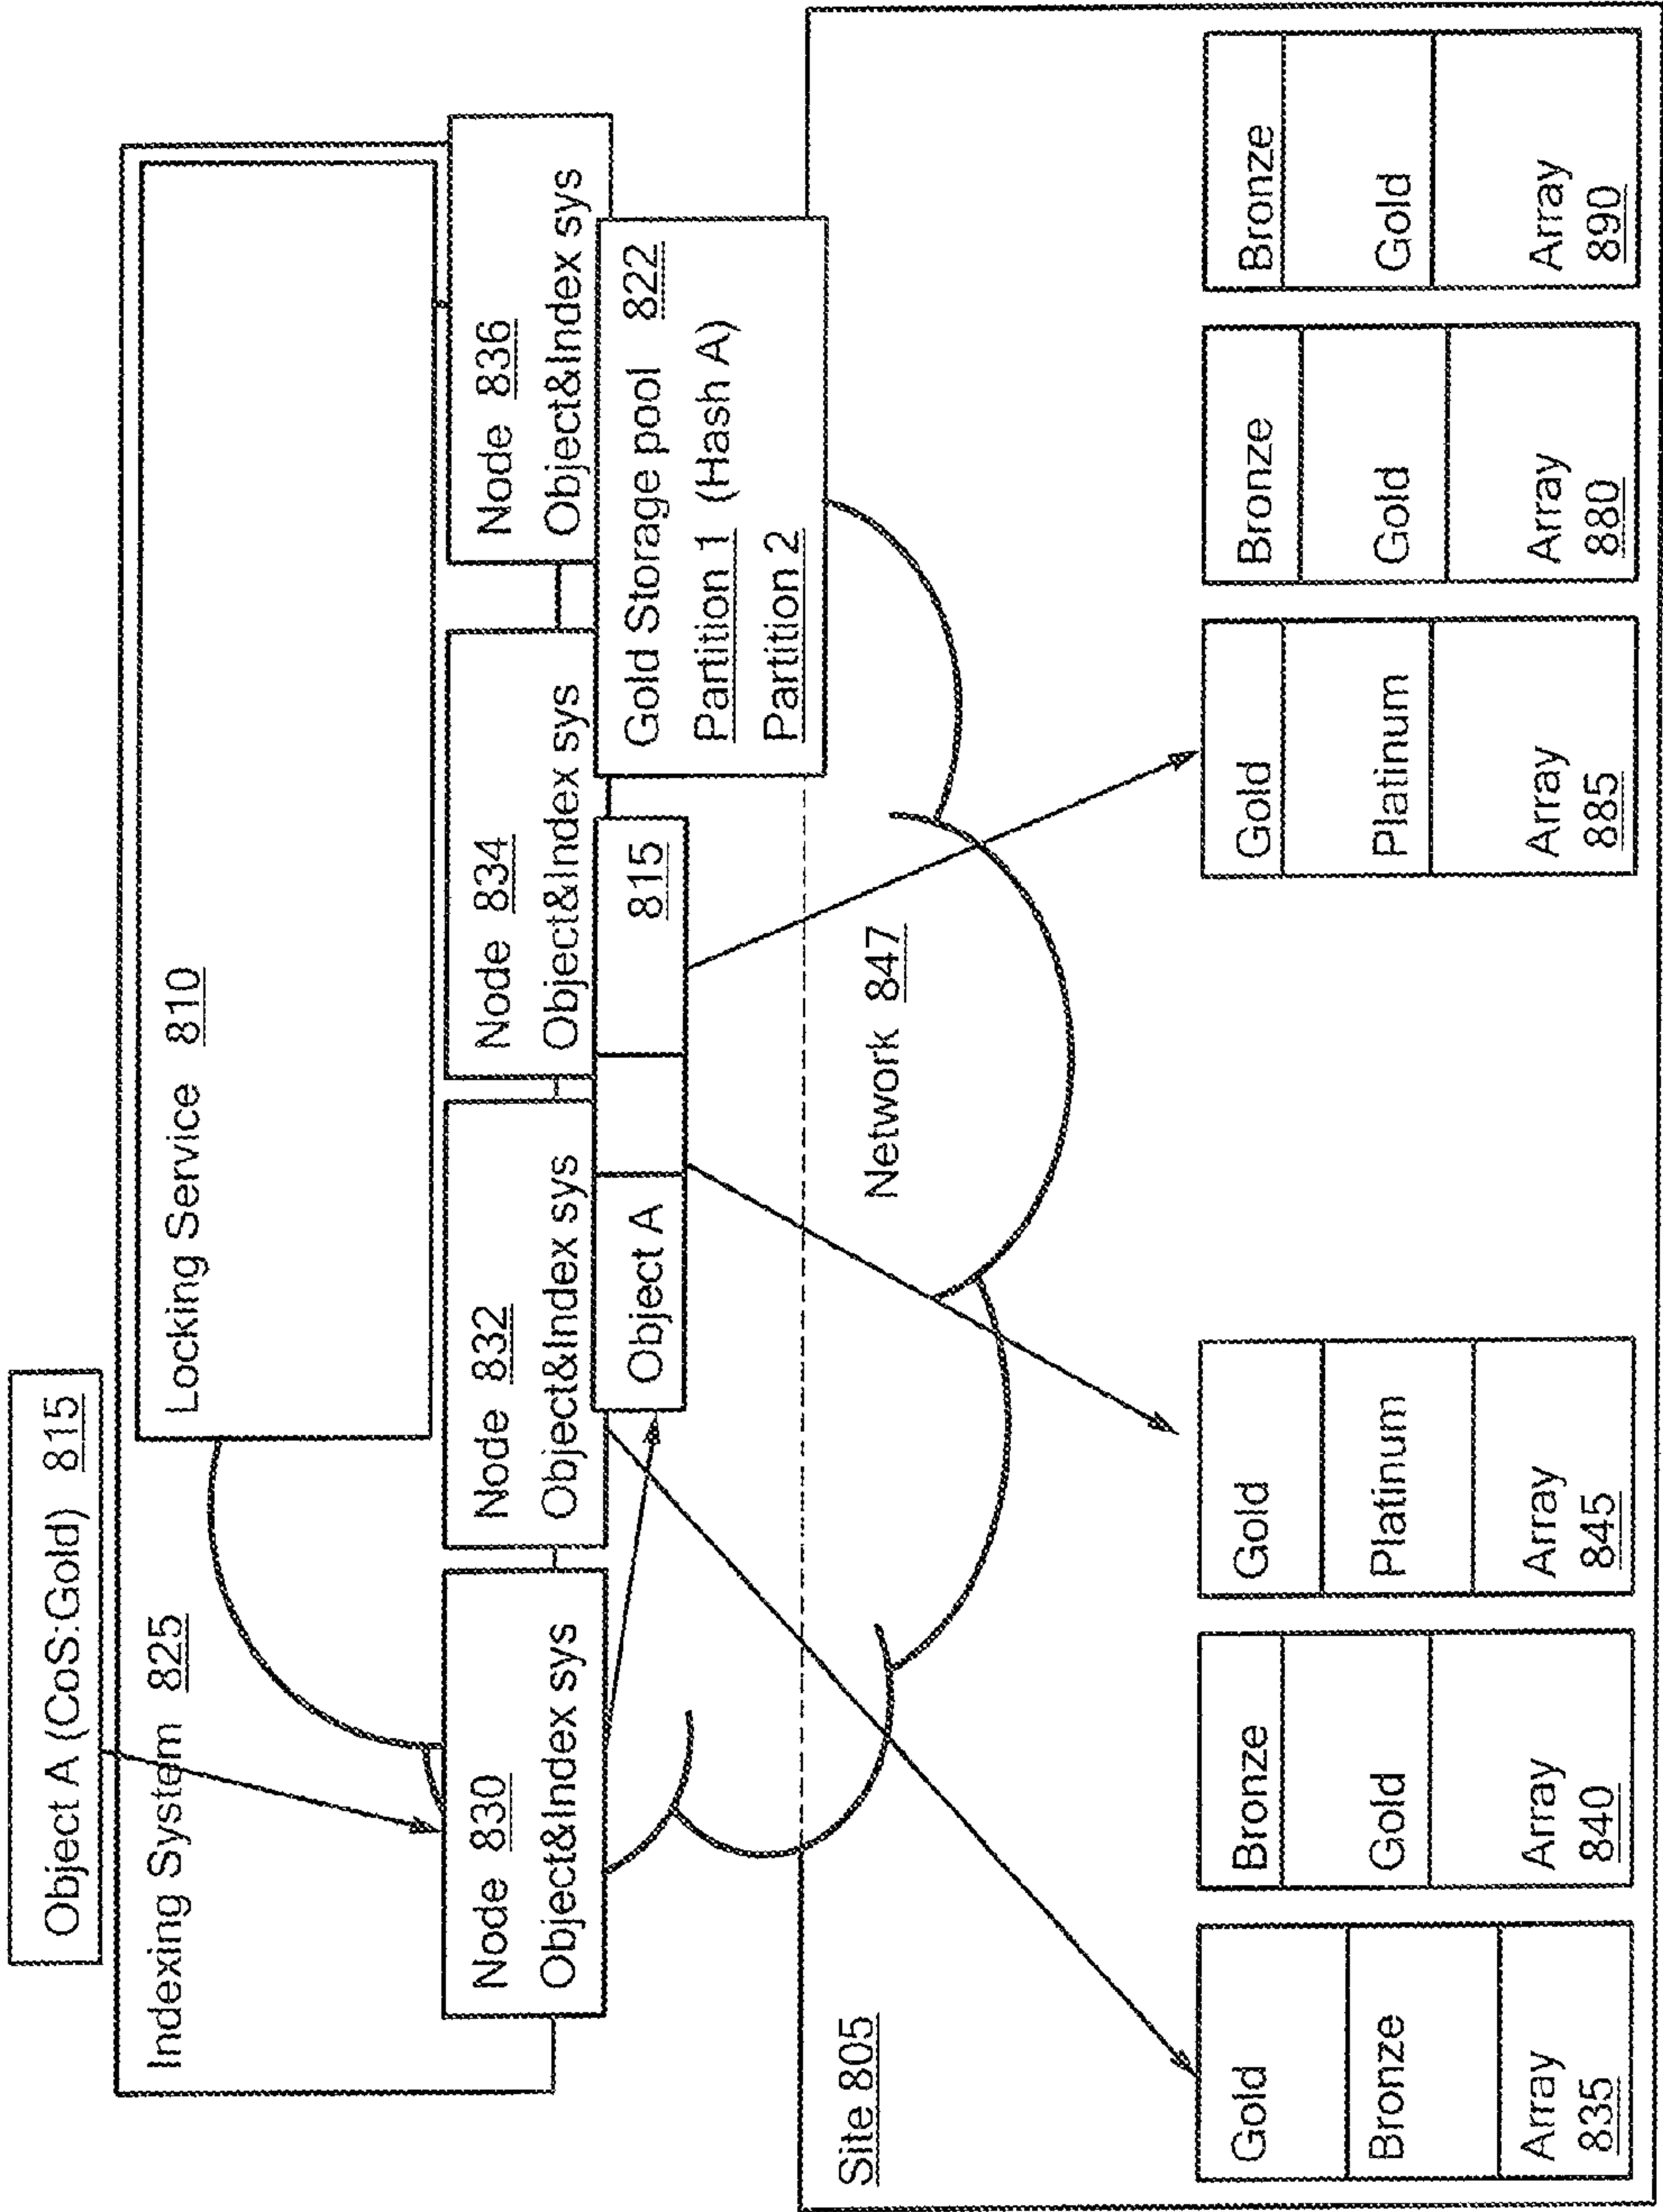 Object A (CoS:Gold) 815
Indexing System 825
Locking Service 810
Node 830
Object&Index sys
Node 832
Object&Index sys
Node 834
Object&Index sys
Node 836
Object&Index sys
Object A
815
Gold Storage pool 822
Partition 1 (Hash A)
Partition 2
Site 805
Network 847
Gold
Bronze
Array
835
Bronze
Gold
Array
840
Gold
Platinum
Array
845
Gold
Platinum
Array
885
Bronze
Gold
Array
880
Bronze
Gold
Array
890